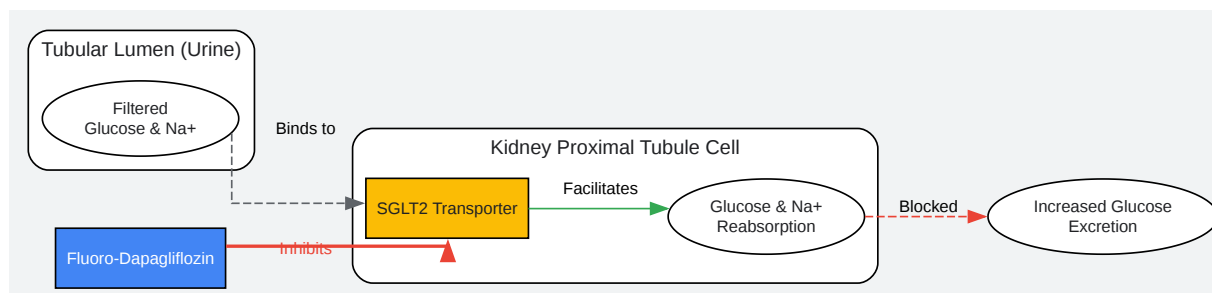 Tubular Lumen (Urine)
Filtered
Glucose & Na+
Binds to
Kidney Proximal Tubule Cell
SGLT2 Transporter
Facilitates
Glucose & Na+
Reabsorption
Blocked
Increased Glucose
Excretion
Fluoro-Dapagliflozin
Inhibits